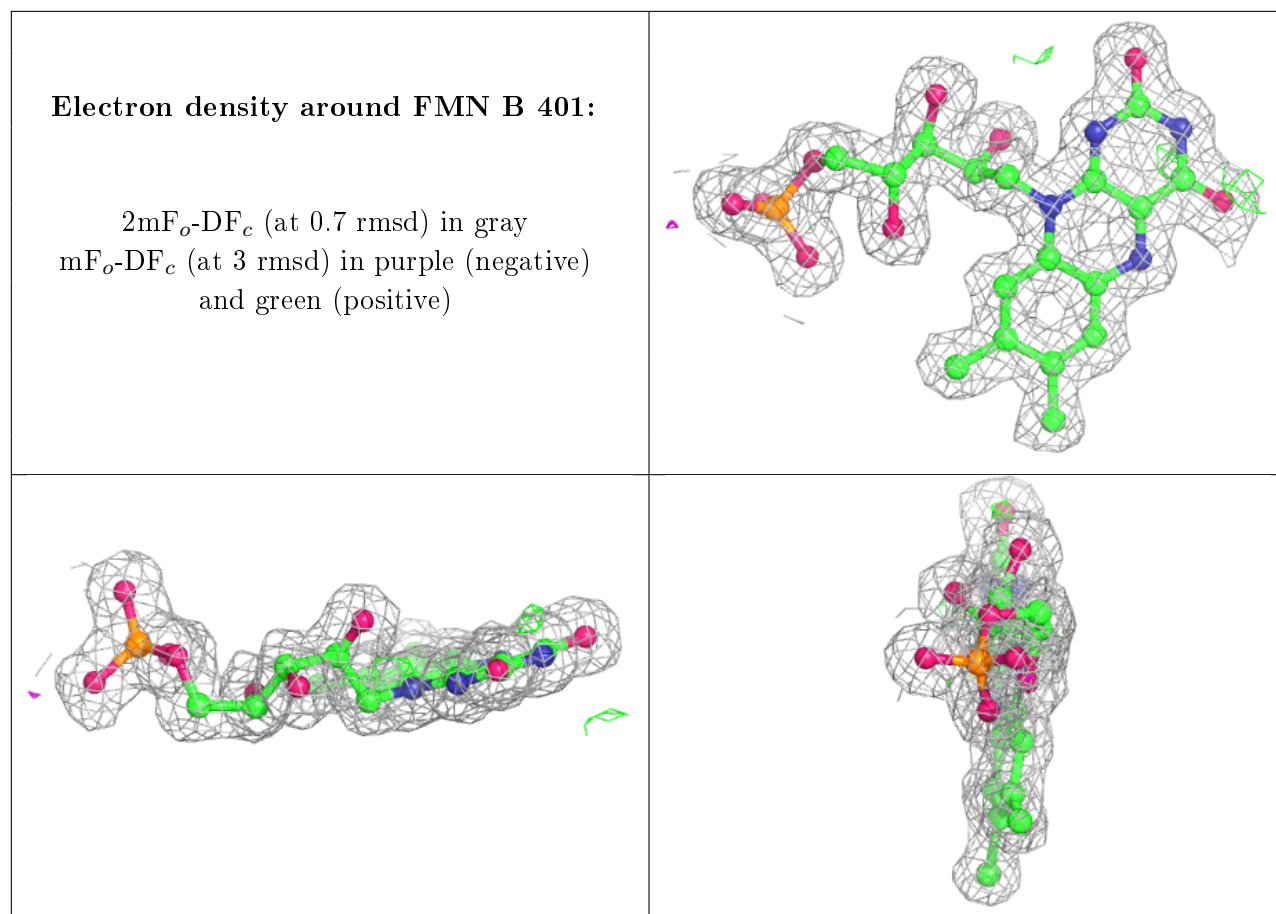 Electron density around FMN B 401:
2mFₒ-DF𝑐 (at 0.7 rmsd) in gray
mFₒ-DF𝑐 (at 3 rmsd) in purple (negative)
and green (positive)